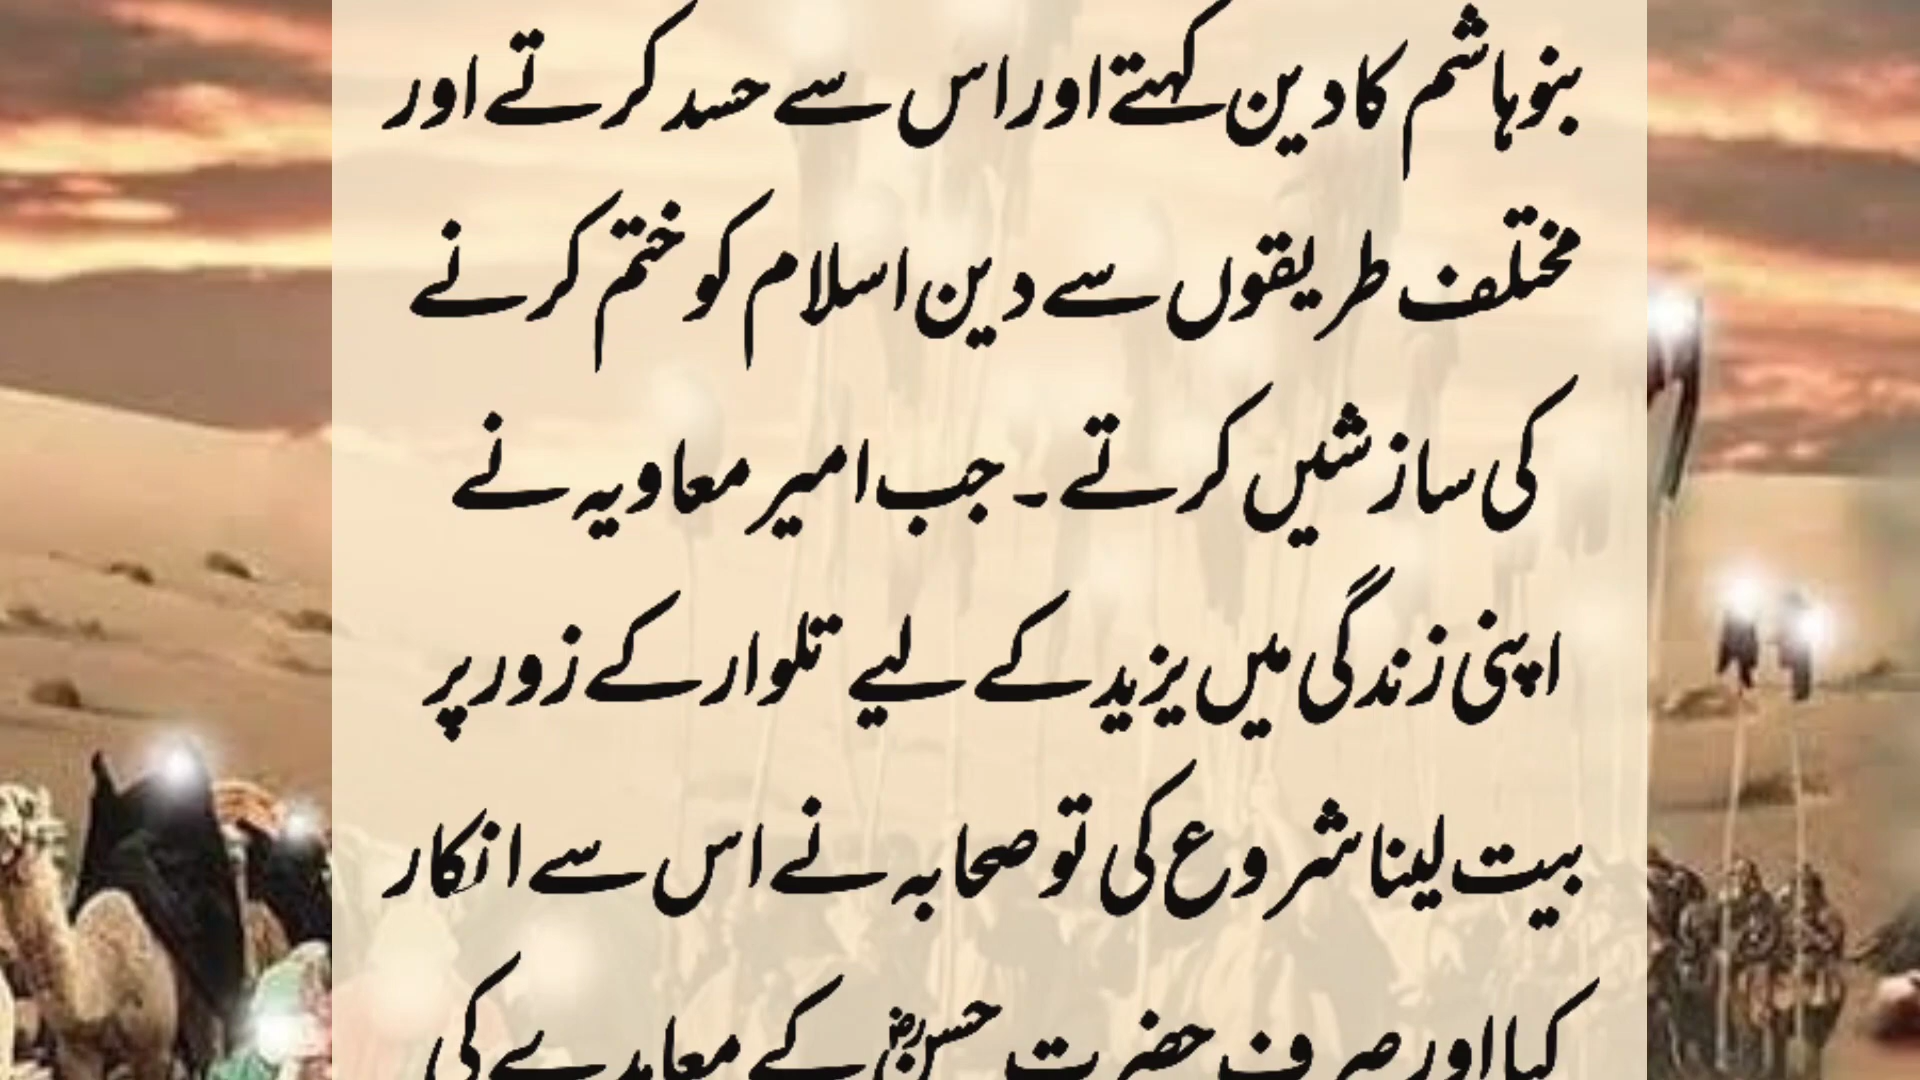 بنوہاشم کا دین کہتے اور اس سے حسد کرتے اور
مختلف طریقوں سے دین اسلام کو ختم کرنے
کی سازشیں کرتے ۔ جب امیر معاویہ نے
اپنی زندگی میں یزید کے لیے تلوار کے زور پر
بیت لینا شروع کی تو صحابہ نے اس سے انکار
کیا اور صرف حضرت حسنؓ کے معاہدے کی